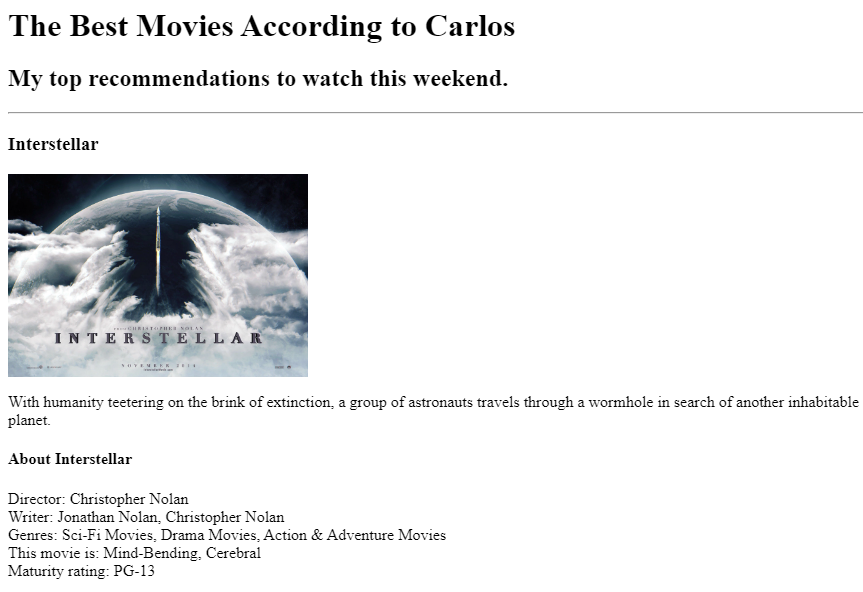 The Best Movies According to Carlos
My top recommendations to watch this weekend.
Interstellar
CHRISTOPHER NOLAN
INTERSTELLAR
NOVEMBER 2014
With humanity teetering on the brink of extinction, a group of astronauts travels through a wormhole in search of another inhabitable
planet.
About Interstellar
Director: Christopher Nolan
Writer: Jonathan Nolan, Christopher Nolan
Genres: Sci-Fi Movies, Drama Movies, Action & Adventure Movies
This movie is: Mind-Bending, Cerebral
Maturity rating: PG-13